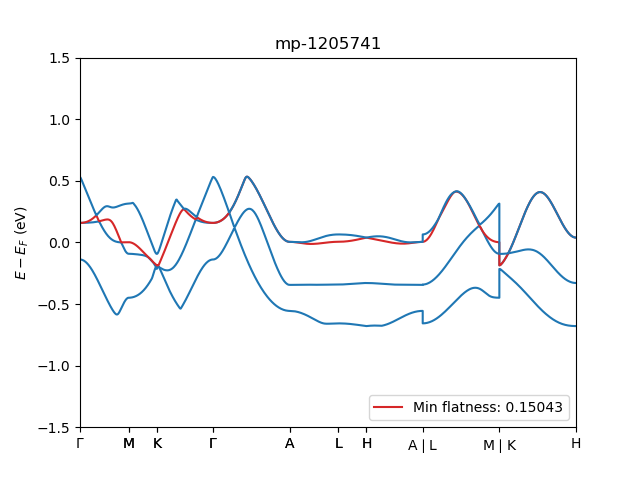 mp-1205741
1.5
1.0
0.5
0.0
−0.5
−1.0
−1.5
E − E_F (eV)
Min flatness: 0.15043
Γ M K Γ A L H A | L M | K H